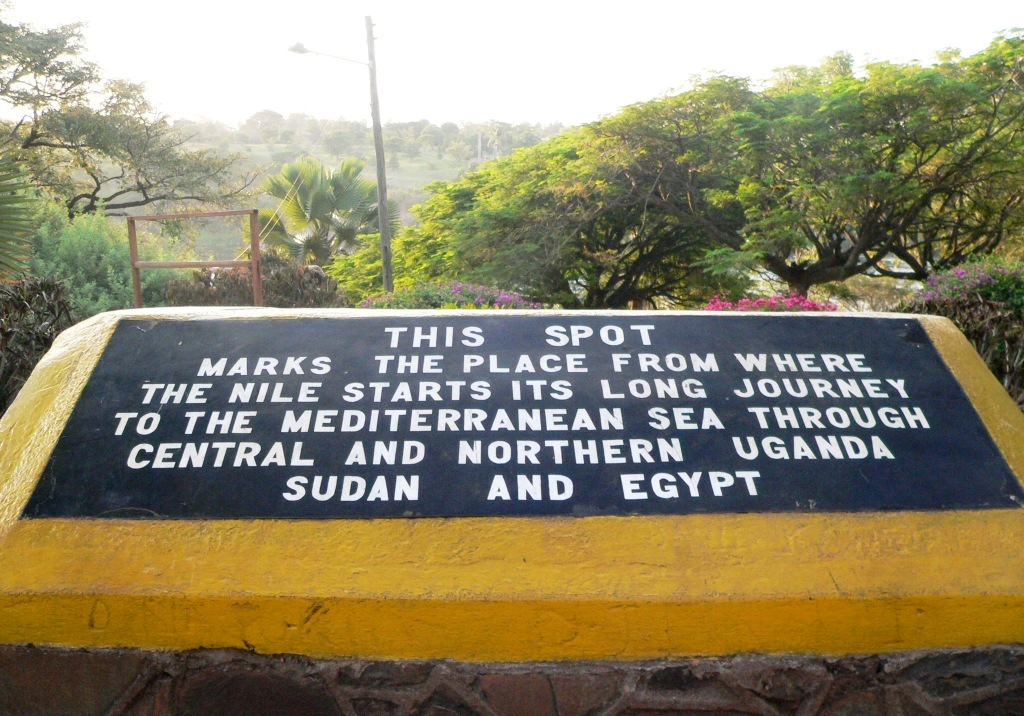 THIS SPOT
MARKS THE PLACE FROM WHERE
THE NILE STARTS ITS LONG JOURNEY
TO THE MEDITERRANEAN SEA THROUGH
CENTRAL AND NORTHERN UGANDA
SUDAN AND EGYPT